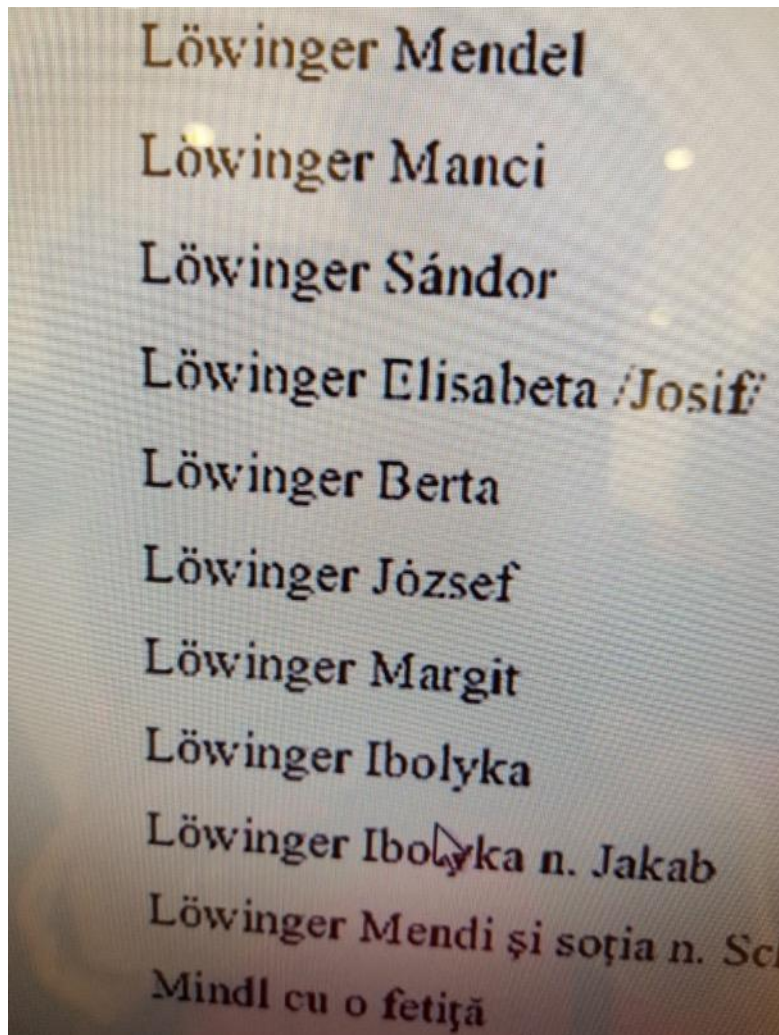 Löwinger Mendel
Löwinger Manci
Löwinger Sándor
Löwinger Elisabeta /Josif/
Löwinger Berta
Löwinger József
Löwinger Margit
Löwinger Ibolyka
Löwinger Ibolyka n. Jakab
Löwinger Mendi şi soţia n.
Mindl cu o fetiţă